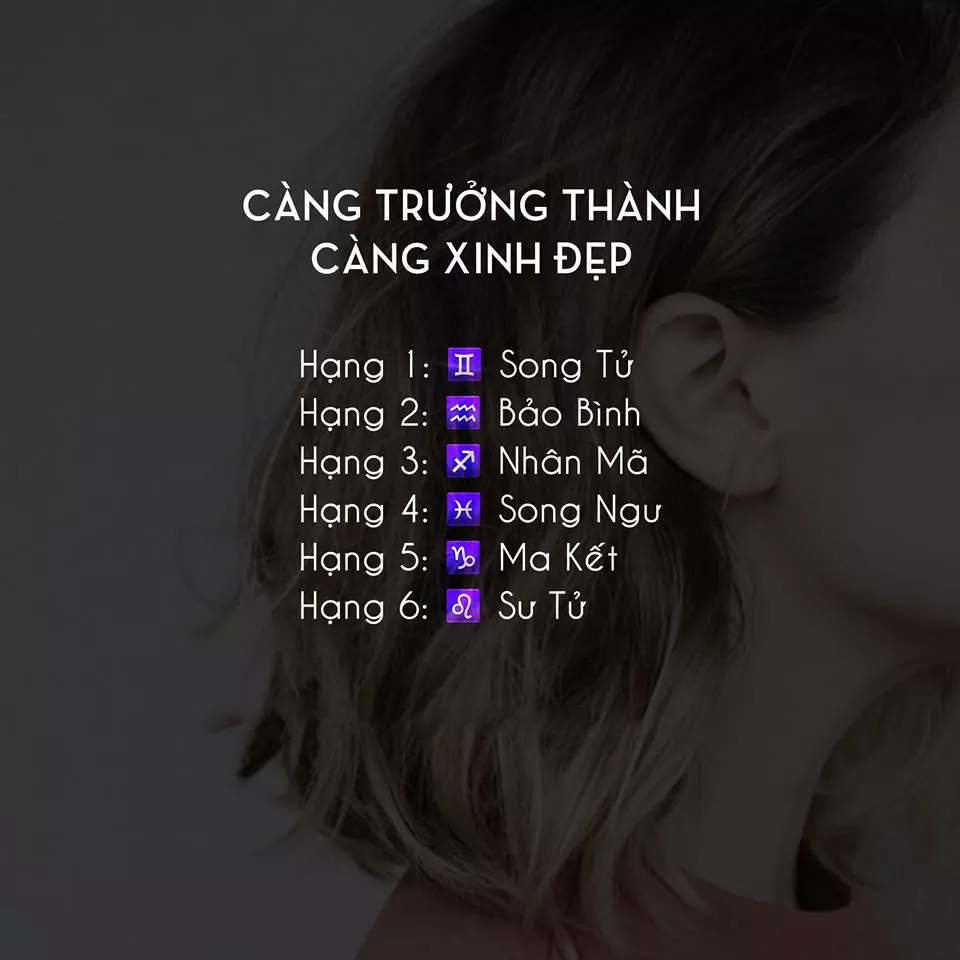 CÀNG TRƯỞNG THÀNH
CÀNG XINH ĐẸP
Hạng 1: ♊ Song Tử
Hạng 2: ♒ Bảo Bình
Hạng 3: ♐ Nhân Mã
Hạng 4: ♓ Song Ngư
Hạng 5: ♑ Ma Kết
Hạng 6: ♌ Sư Tử